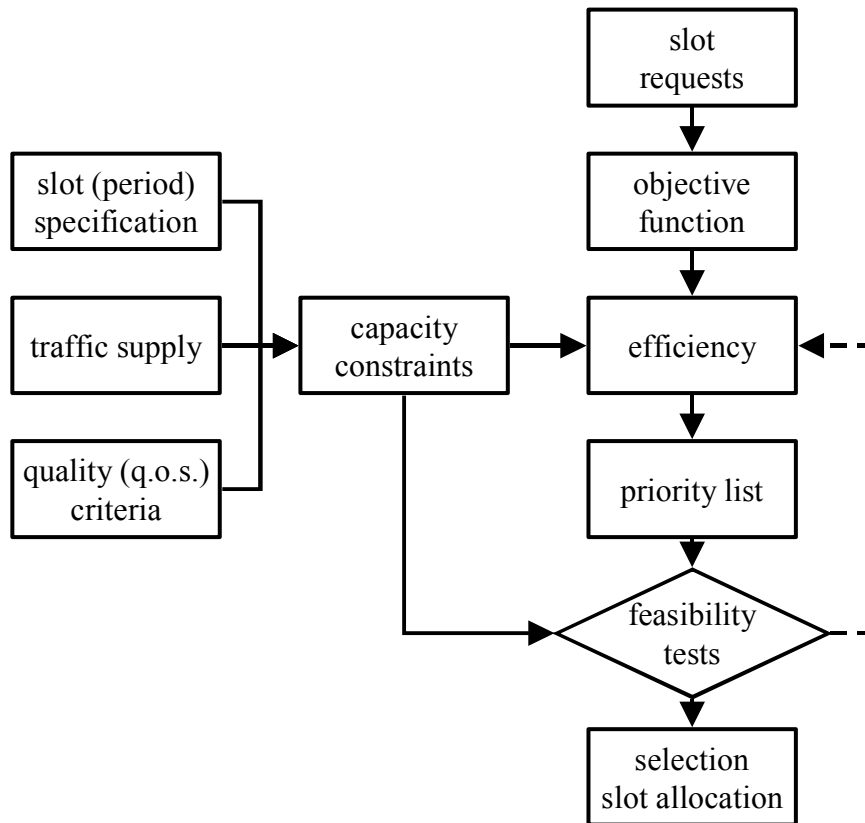 slot
requests
slot (period)
specification
objective
function
traffic supply
capacity
constraints
efficiency
quality (q.o.s.)
criteria
priority list
feasibility
tests
selection
slot allocation